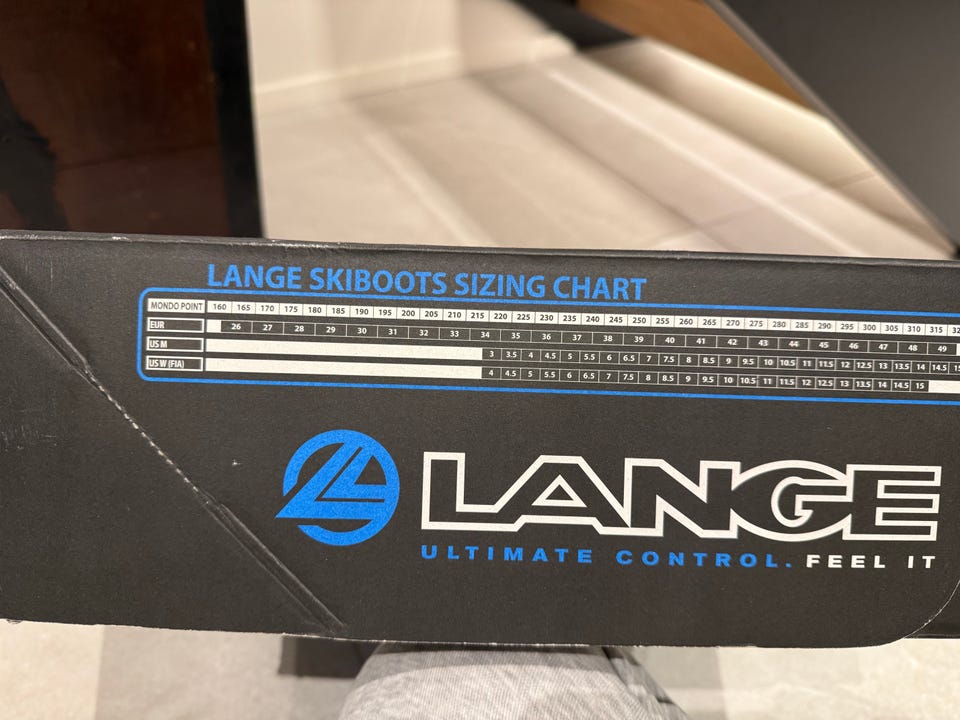 LANGE SKIBOOTS SIZING CHART
MONDO POINT 160 165 170 175 180 185 190 195 200 205 210 215 220 225 230 235 240 245 250 255 260 265 270 275 280 285 290 295 300 305 310 315
EUR 26 27 28 29 30 31 32 33 34 35 36 37 38 39 40 41 42 43 44 45 46 47 48 49
US M 3 3.5 4 4.5 5 5.5 6 6.5 7 7.5 8 8.5 9 9.5 10 10.5 11 11.5 12 12.5 13 13.5 14 14.5
US W (FIA) 4 4.5 5 5.5 6 6.5 7 7.5 8 8.5 9 9.5 10 10.5 11 11.5 12 12.5 13 13.5 14 14.5 15
LANGE
ULTIMATE CONTROL. FEEL IT